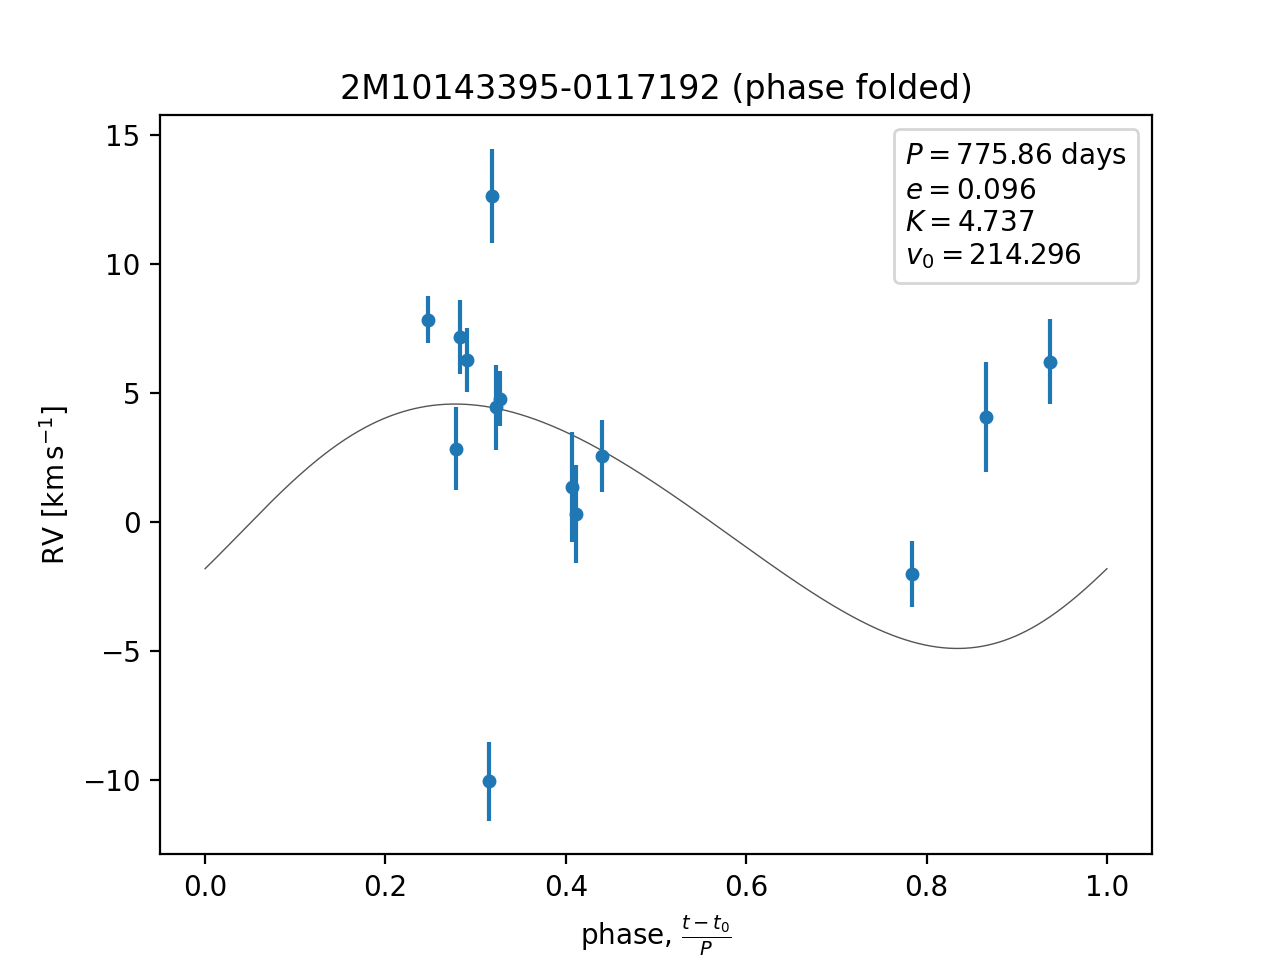 2M10143395-0117192 (phase folded)
P = 775.86 days
e = 0.096
K = 4.737
v₀ = 214.296
15
10
5
0
−5
−10
RV [km s⁻¹]
0.0 0.2 0.4 0.6 0.8 1.0
phase, (t − t₀)/P